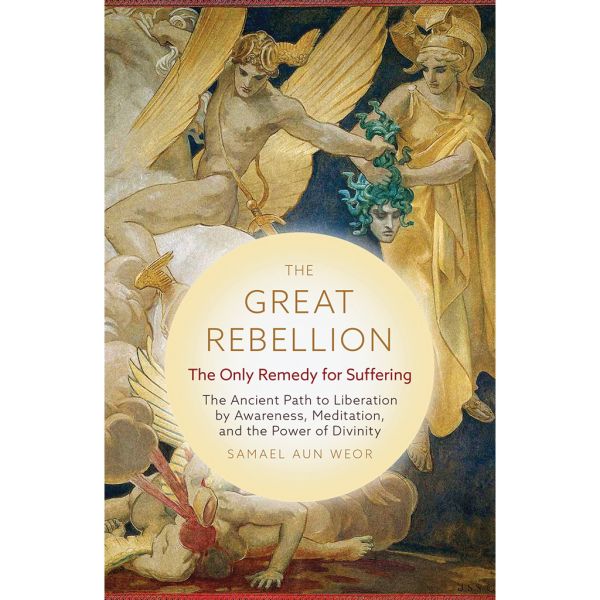 THE
GREAT
REBELLION
The Only Remedy for Suffering
The Ancient Path to Liberation
by Awareness, Meditation,
and the Power of Divinity
SAMAEL AUN WEOR